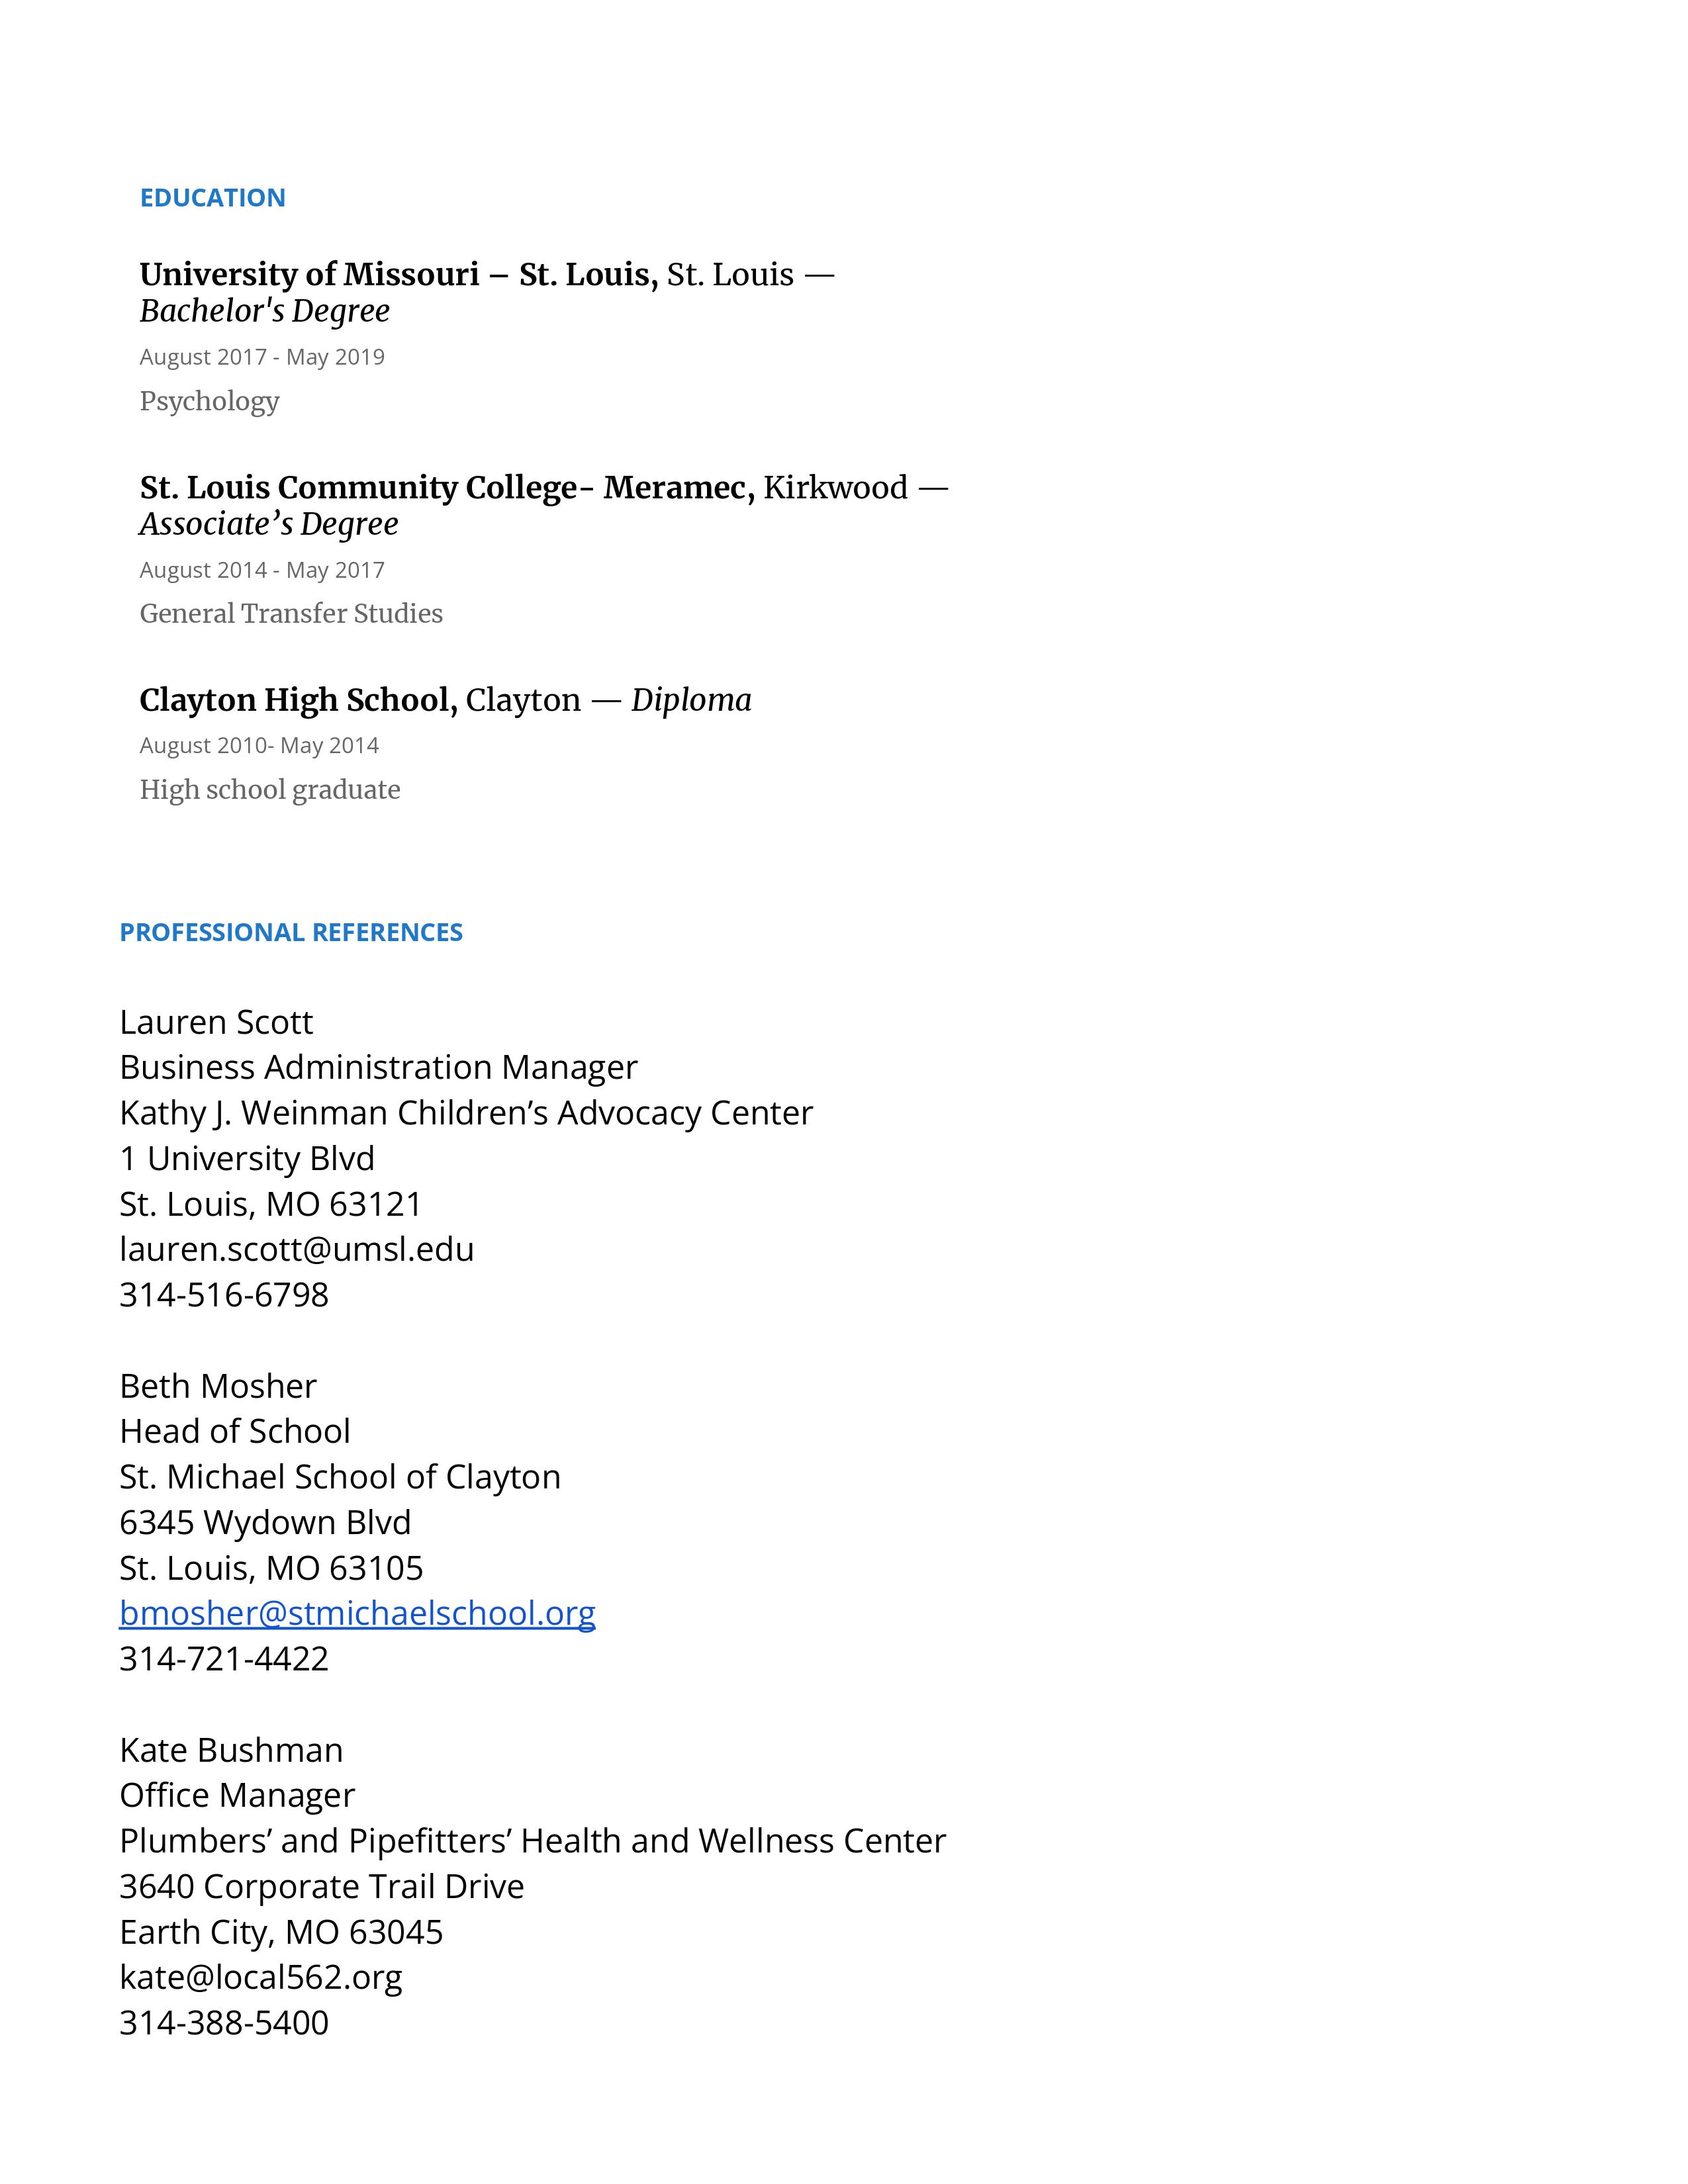 EDUCATION
University of Missouri – St. Louis, St. Louis —
Bachelor's Degree
August 2017 - May 2019
Psychology
St. Louis Community College- Meramec, Kirkwood —
Associate’s Degree
August 2014 - May 2017
General Transfer Studies
Clayton High School, Clayton — Diploma
August 2010- May 2014
High school graduate
PROFESSIONAL REFERENCES
Lauren Scott
Business Administration Manager
Kathy J. Weinman Children’s Advocacy Center
1 University Blvd
St. Louis, MO 63121
lauren.scott@umsl.edu
314-516-6798
Beth Mosher
Head of School
St. Michael School of Clayton
6345 Wydown Blvd
St. Louis, MO 63105
bmosher@stmichaelschool.org
314-721-4422
Kate Bushman
Office Manager
Plumbers’ and Pipefitters’ Health and Wellness Center
3640 Corporate Trail Drive
Earth City, MO 63045
kate@local562.org
314-388-5400